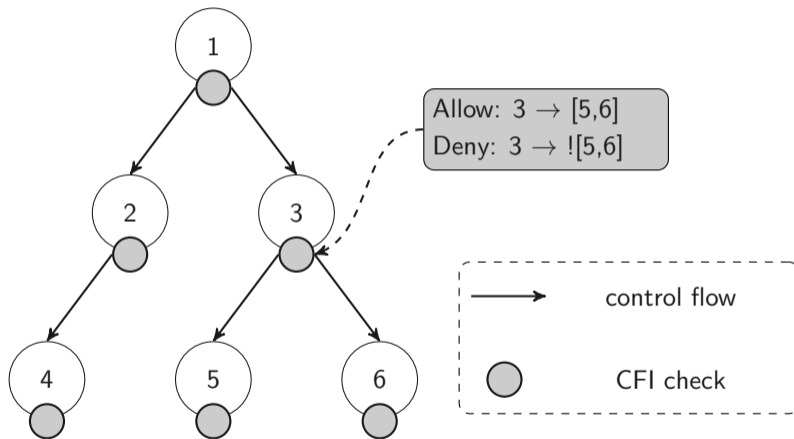 1
Allow: 3 → [5,6]
Deny: 3 → ![5,6]
2
3
control flow
4
5
6
CFI check